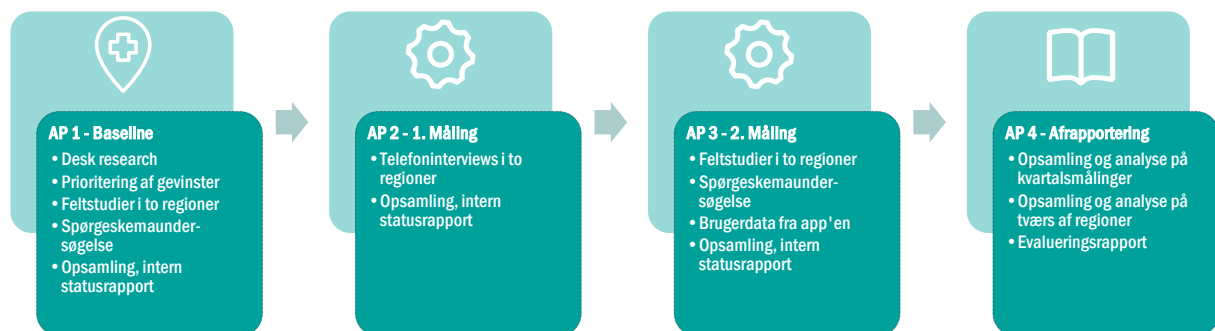 AP 1 - Baseline
• Desk research
• Prioritering af gevinster
• Feltstudier i to regioner
• Spørgeskemaunder-
søgelse
• Opsamling, intern
statusrapport
AP 2 - 1. Måling
• Telefoninterviews i to
regioner
• Opsamling, intern
statusrapport
AP 3 - 2. Måling
• Feltstudier i to regioner
• Spørgeskemaunder-
søgelse
• Brugerdata fra app'en
• Opsamling, intern
statusrapport
AP 4 - Afrapportering
• Opsamling og analyse på
kvartalsmålinger
• Opsamling og analyse på
tværs af regioner
• Evalueringsrapport